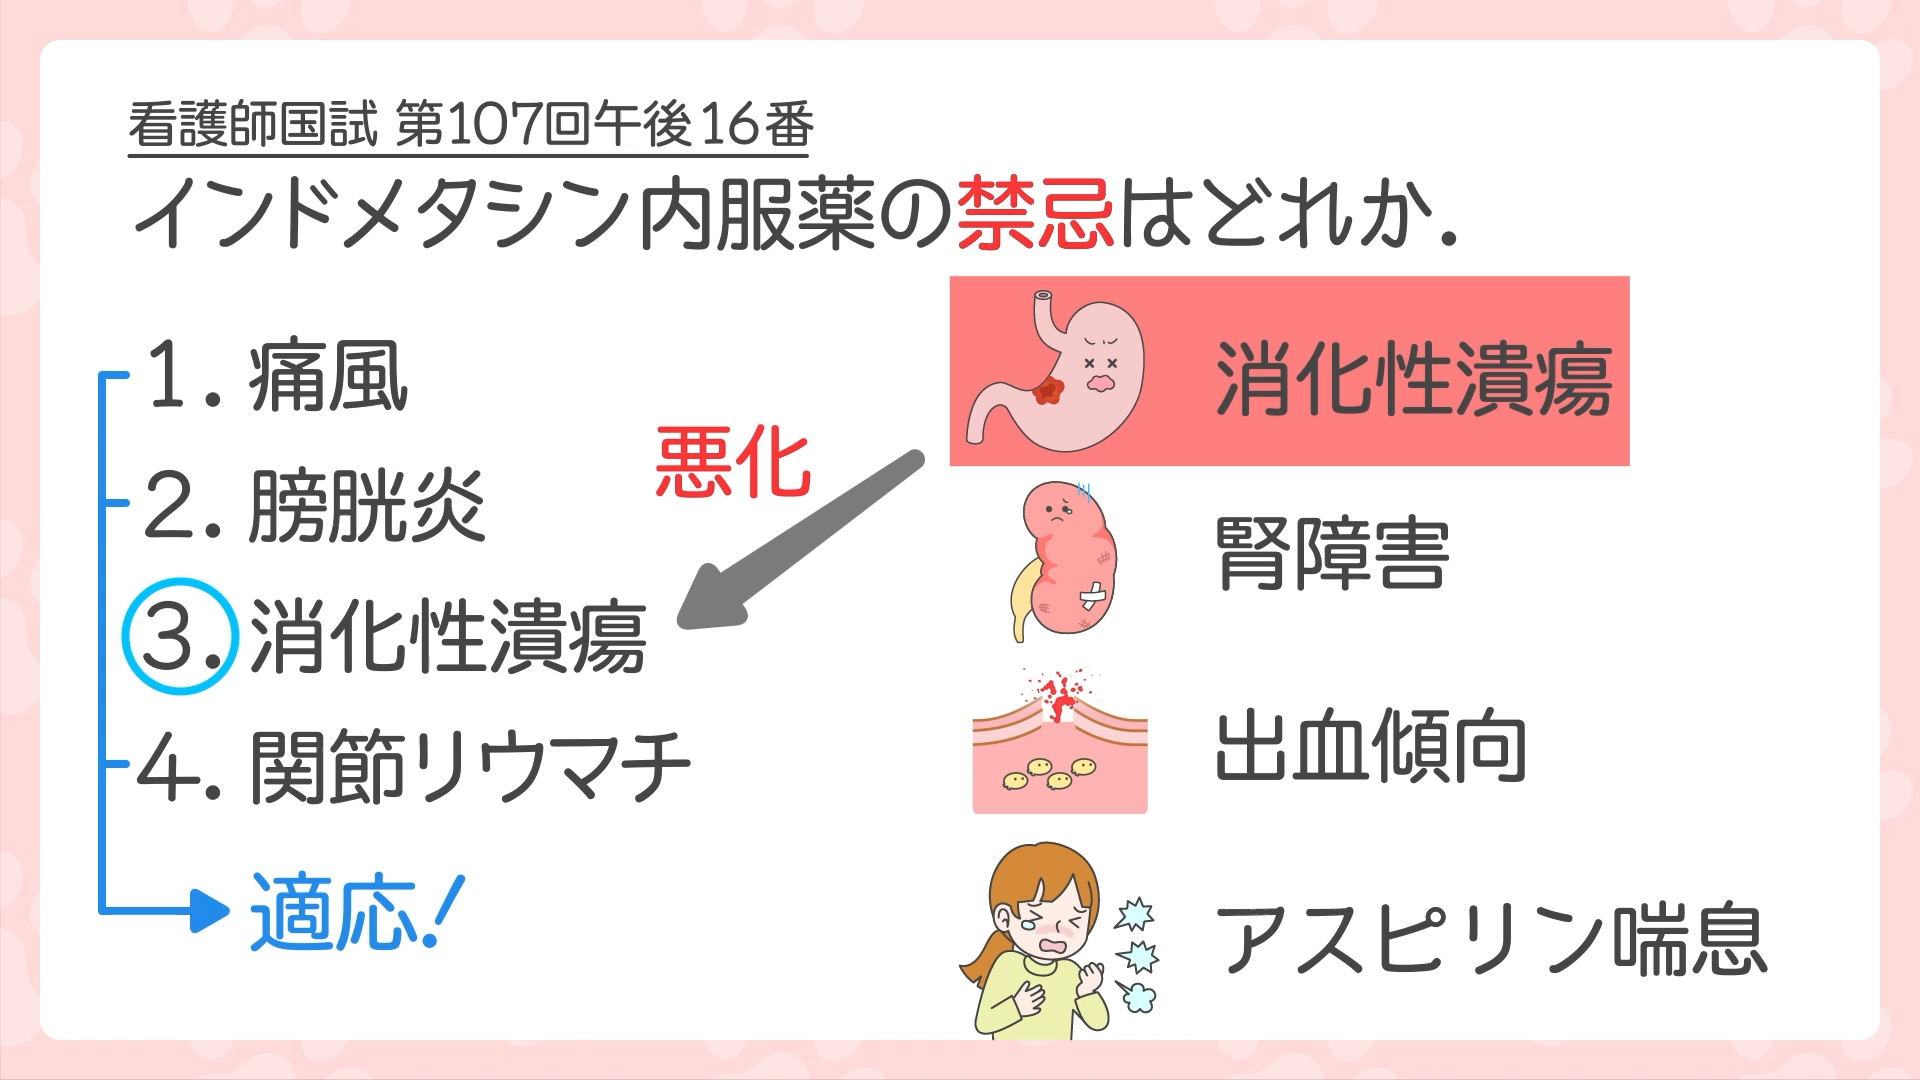 看護師国試 第107回午後16番
インドメタシン内服薬の禁忌はどれか.
1. 痛風
2. 膀胱炎
3. 消化性潰瘍
4. 関節リウマチ
適応!
悪化
消化性潰瘍
腎障害
出血傾向
アスピリン喘息